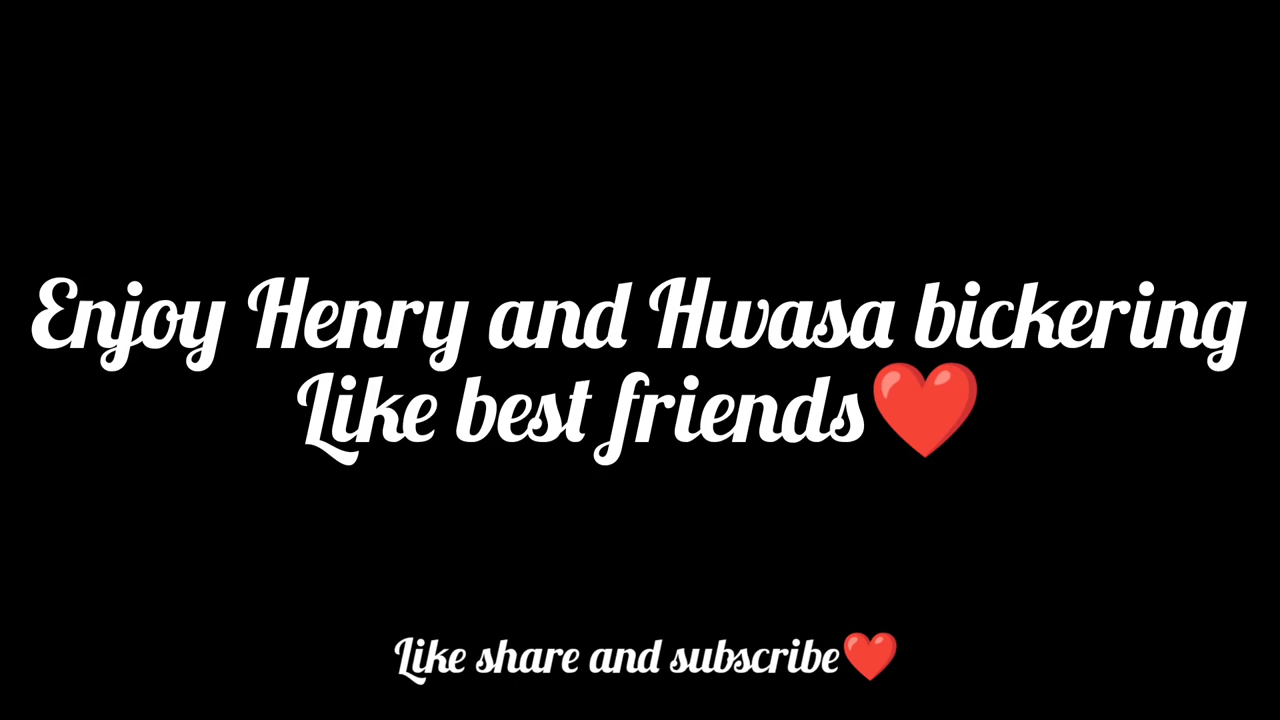 Enjoy Henry and Hwasa bickering
Like best friends❤️
Like share and subscribe❤️